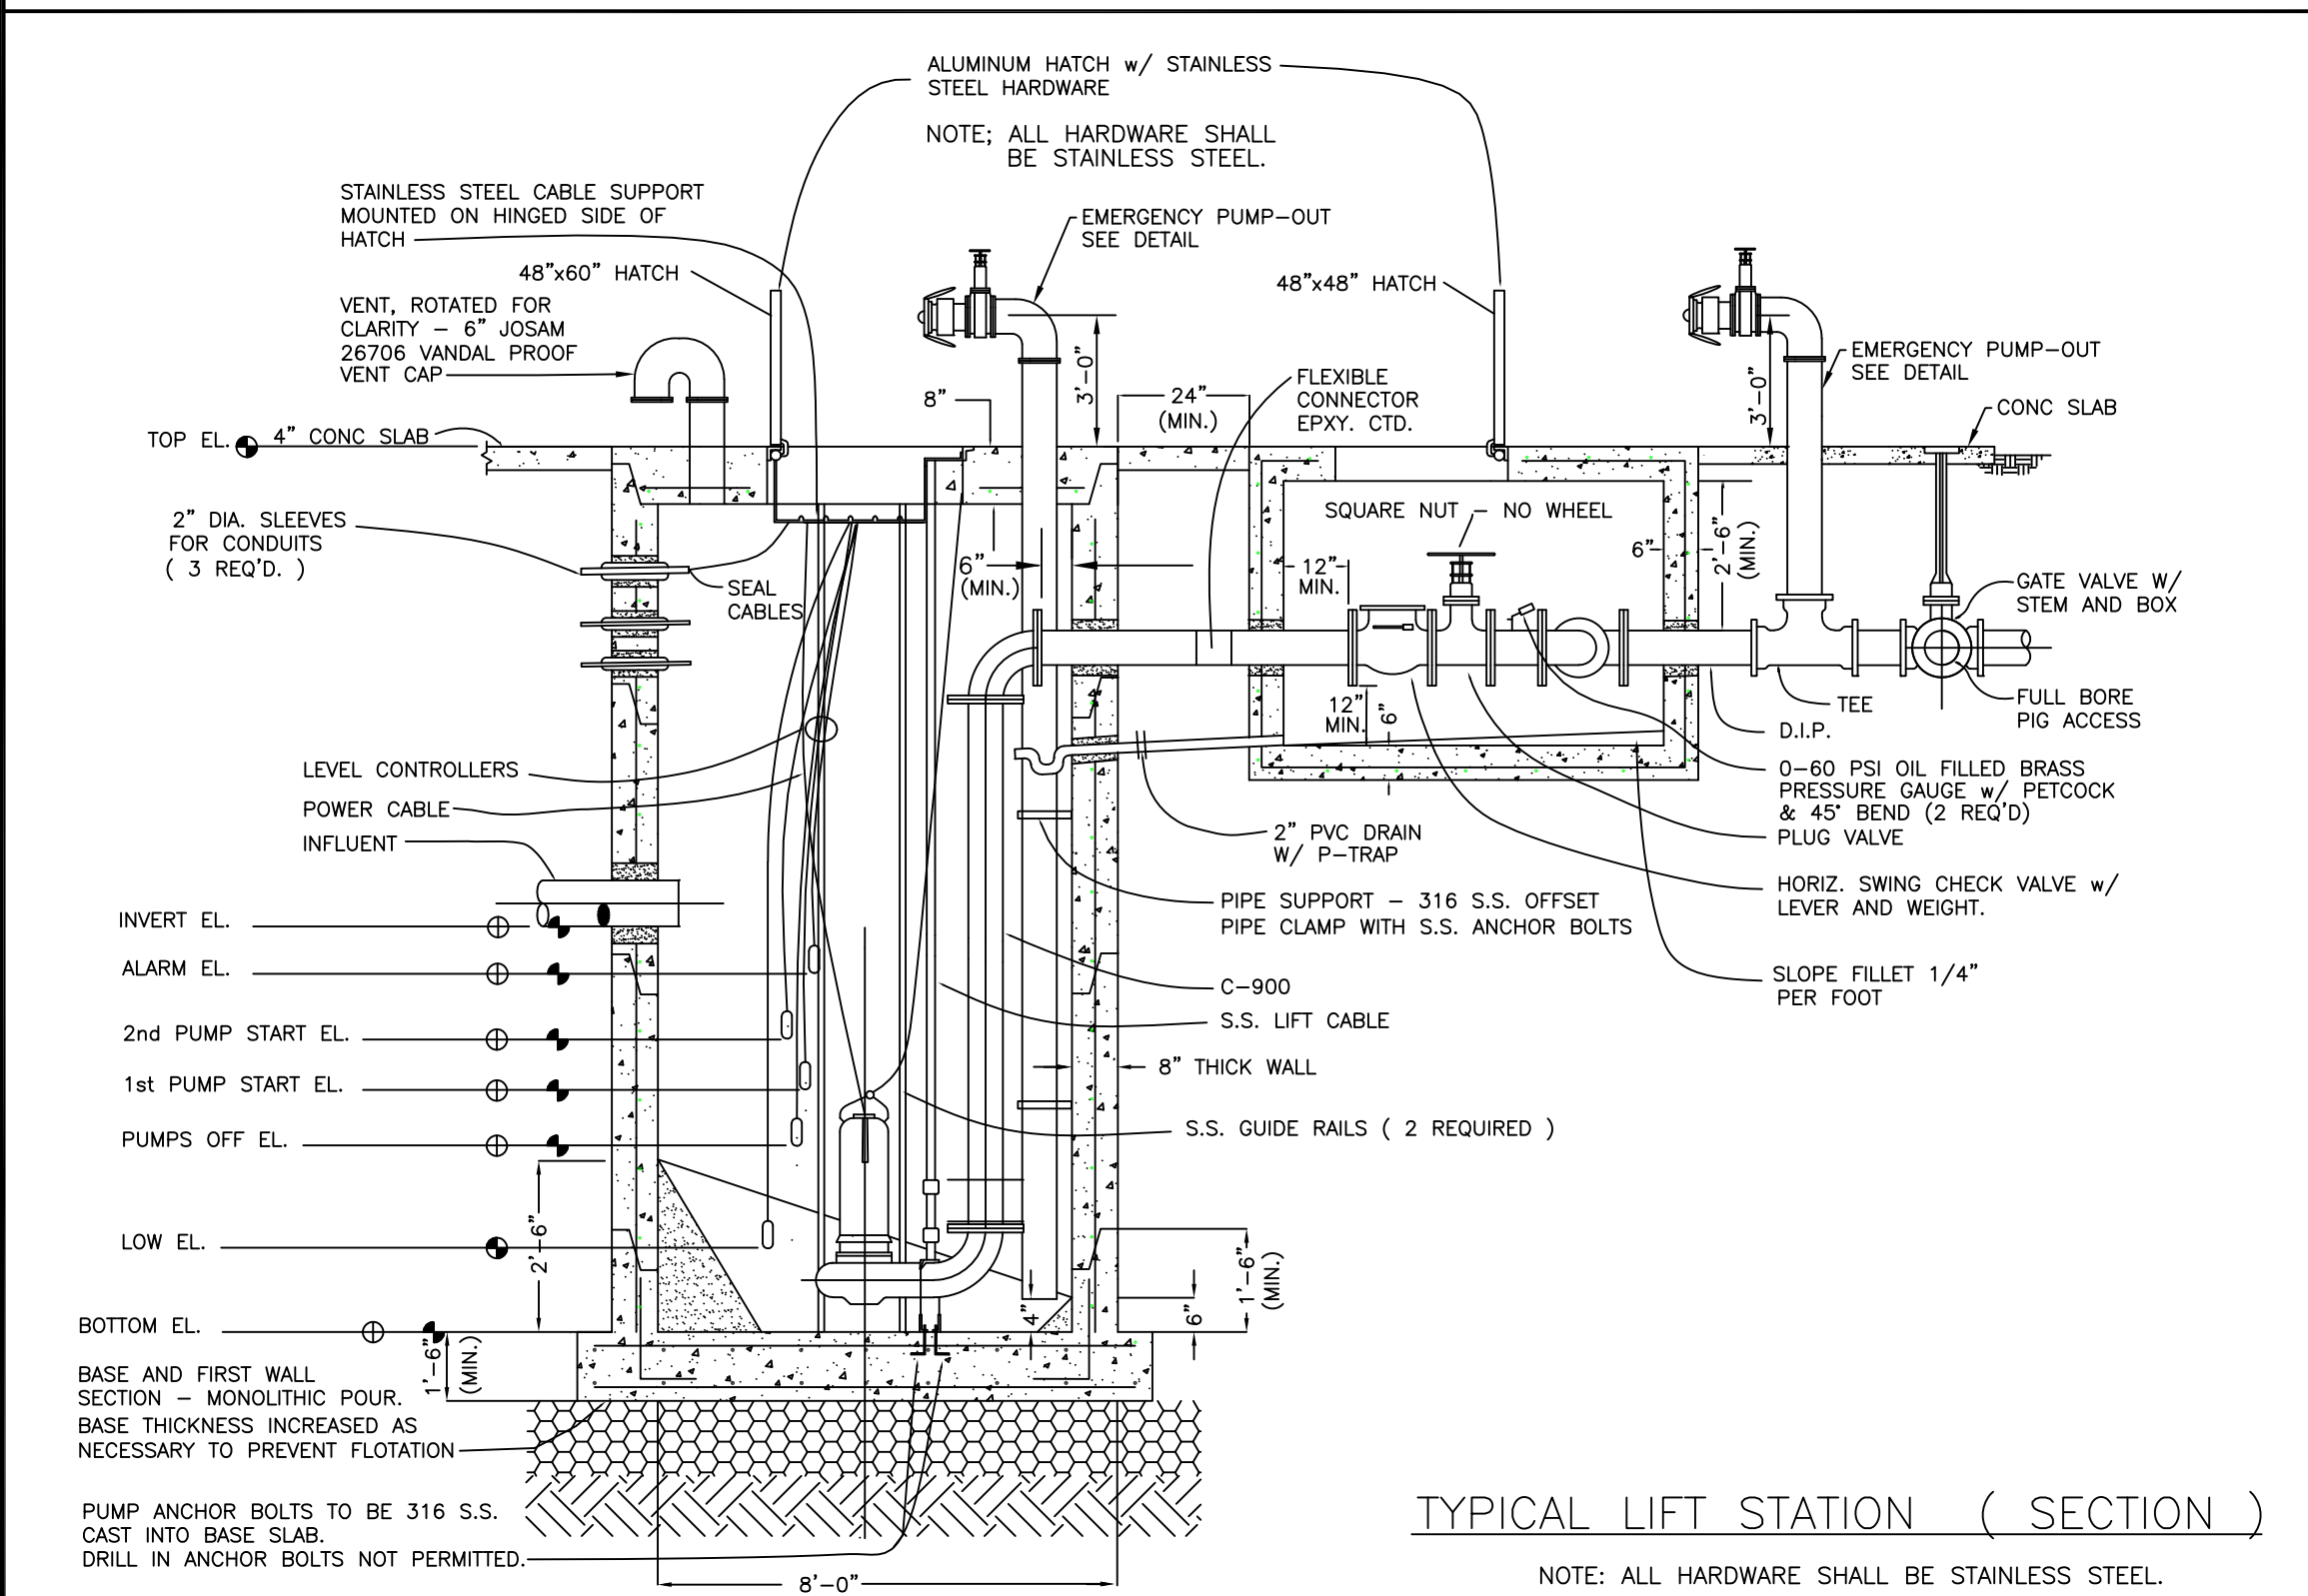 ALUMINUM HATCH w/ STAINLESS
STEEL HARDWARE
NOTE; ALL HARDWARE SHALL
BE STAINLESS STEEL.
STAINLESS STEEL CABLE SUPPORT
MOUNTED ON HINGED SIDE OF
HATCH
48"x60" HATCH
EMERGENCY PUMP-OUT
SEE DETAIL
48"x48" HATCH
VENT, ROTATED FOR
CLARITY - 6" JOSAM
26706 VANDAL PROOF
VENT CAP
3'-0"
FLEXIBLE
CONNECTOR
EPXY. CTD.
EMERGENCY PUMP-OUT
SEE DETAIL
3'-0"
8"
24"
(MIN.)
CONC SLAB
TOP EL.
4" CONC SLAB
2" DIA. SLEEVES
FOR CONDUITS
( 3 REQ'D. )
SEAL
CABLES
6"
(MIN.)
SQUARE NUT - NO WHEEL
12"
MIN.
6"
2'-6"
(MIN.)
GATE VALVE W/
STEM AND BOX
12"
MIN.
6"
TEE
FULL BORE
PIG ACCESS
D.I.P.
LEVEL CONTROLLERS
POWER CABLE
INFLUENT
0-60 PSI OIL FILLED BRASS
PRESSURE GAUGE w/ PETCOCK
& 45° BEND (2 REQ'D)
PLUG VALVE
2" PVC DRAIN
W/ P-TRAP
HORIZ. SWING CHECK VALVE w/
LEVER AND WEIGHT.
PIPE SUPPORT - 316 S.S. OFFSET
PIPE CLAMP WITH S.S. ANCHOR BOLTS
INVERT EL.
ALARM EL.
C-900
SLOPE FILLET 1/4"
PER FOOT
S.S. LIFT CABLE
2nd PUMP START EL.
8" THICK WALL
1st PUMP START EL.
S.S. GUIDE RAILS ( 2 REQUIRED )
PUMPS OFF EL.
2'-6"
LOW EL.
1'-6"
(MIN.)
4"
6"
BOTTOM EL.
1'-6"
(MIN.)
BASE AND FIRST WALL
SECTION - MONOLITHIC POUR.
BASE THICKNESS INCREASED AS
NECESSARY TO PREVENT FLOTATION
PUMP ANCHOR BOLTS TO BE 316 S.S.
CAST INTO BASE SLAB.
DRILL IN ANCHOR BOLTS NOT PERMITTED.
8'-0"
TYPICAL LIFT STATION ( SECTION )
NOTE: ALL HARDWARE SHALL BE STAINLESS STEEL.